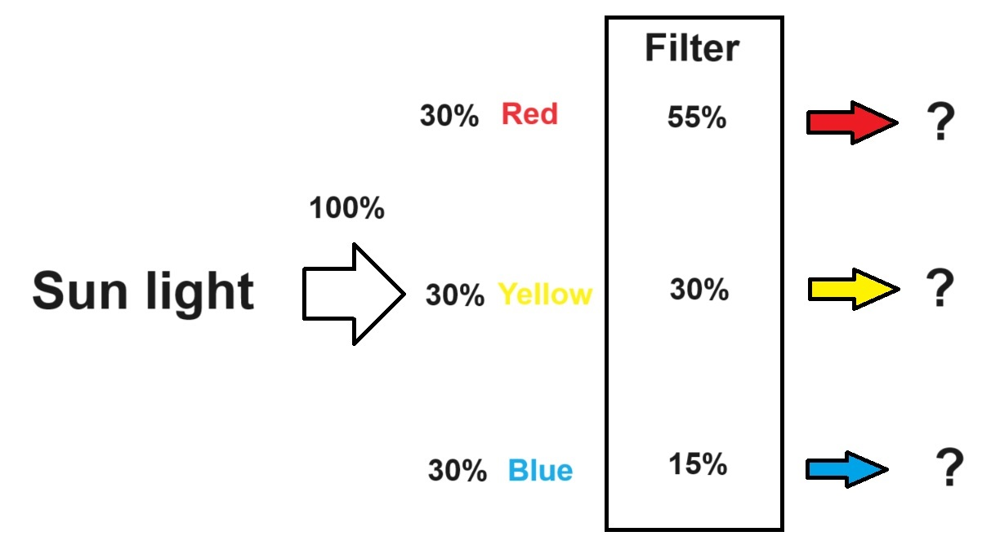 Filter
30% Red 55% ?
100%
Sun light 30% Yellow 30% ?
30% Blue 15% ?